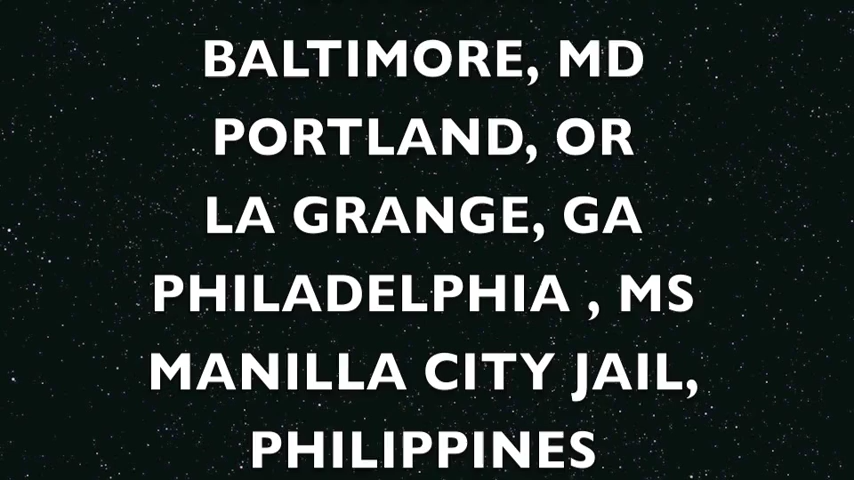 BALTIMORE, MD
PORTLAND, OR
LA GRANGE, GA
PHILADELPHIA , MS
MANILLA CITY JAIL,
PHILIPPINES